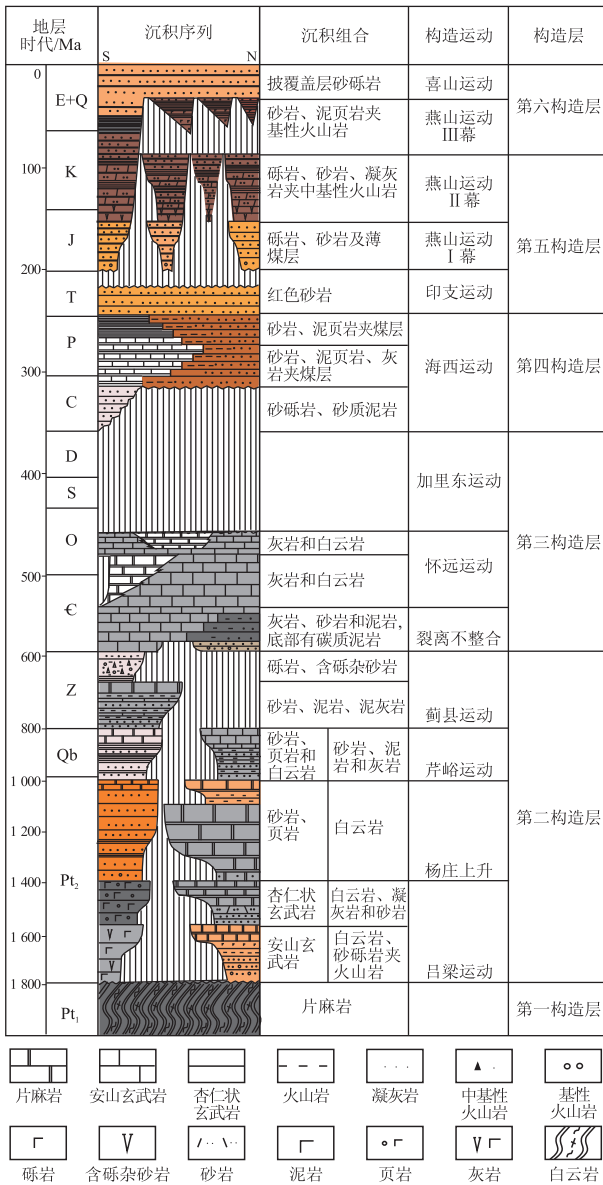 地层
时代/Ma
沉积序列
S
N
沉积组合
构造运动
构造层
0
100
200
300
400
500
600
800
1 000
1 200
1 400
1 600
1 800
E+Q
K
J
T
P
C
D
S
O
Є
Z
Qb
Pt2
Pt1
披覆盖层砂砾岩
砂岩、泥页岩夹
基性火山岩
砾岩、砂岩、凝灰
岩夹中基性火山岩
砾岩、砂岩及薄
煤层
红色砂岩
砂岩、泥页岩夹煤层
砂岩、泥页岩、灰
岩夹煤层
砂砾岩、砂质泥岩
灰岩和白云岩
灰岩和白云岩
灰岩、砂岩和泥岩,
底部有碳质泥岩
砾岩、含砾杂砂岩
砂岩、泥岩、泥灰岩
砂岩、
页岩和
白云岩
砂岩、泥
岩和灰岩
砂岩、
页岩
白云岩
杏仁状
玄武岩
白云岩、凝
灰岩和砂岩
安山玄
武岩
白云岩、
砂砾岩夹
火山岩
片麻岩
喜山运动
燕山运动
III幕
燕山运动
II幕
燕山运动
I幕
印支运动
海西运动
加里东运动
怀远运动
裂离不整合
蓟县运动
芹峪运动
杨庄上升
吕梁运动
第六构造层
第五构造层
第四构造层
第三构造层
第二构造层
第一构造层
片麻岩
安山玄武岩
杏仁状
玄武岩
火山岩
凝灰岩
中基性
火山岩
基性
火山岩
砾岩
含砾杂砂岩
砂岩
泥岩
页岩
灰岩
白云岩